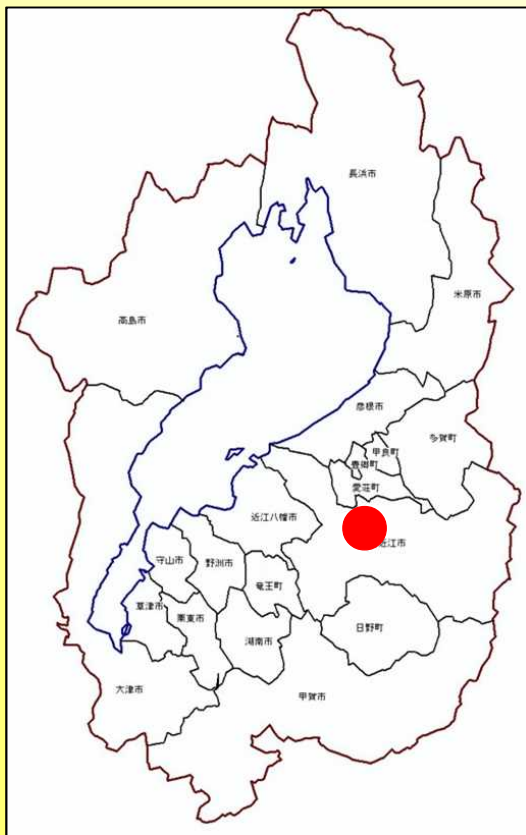 長浜市
米原市
高島市
彦根市
多賀町
甲良町
豊郷町
愛荘町
近江八幡市
近江市
守山市
野洲市
竜王町
草津市
栗東市
湖南市
日野町
大津市
甲賀市